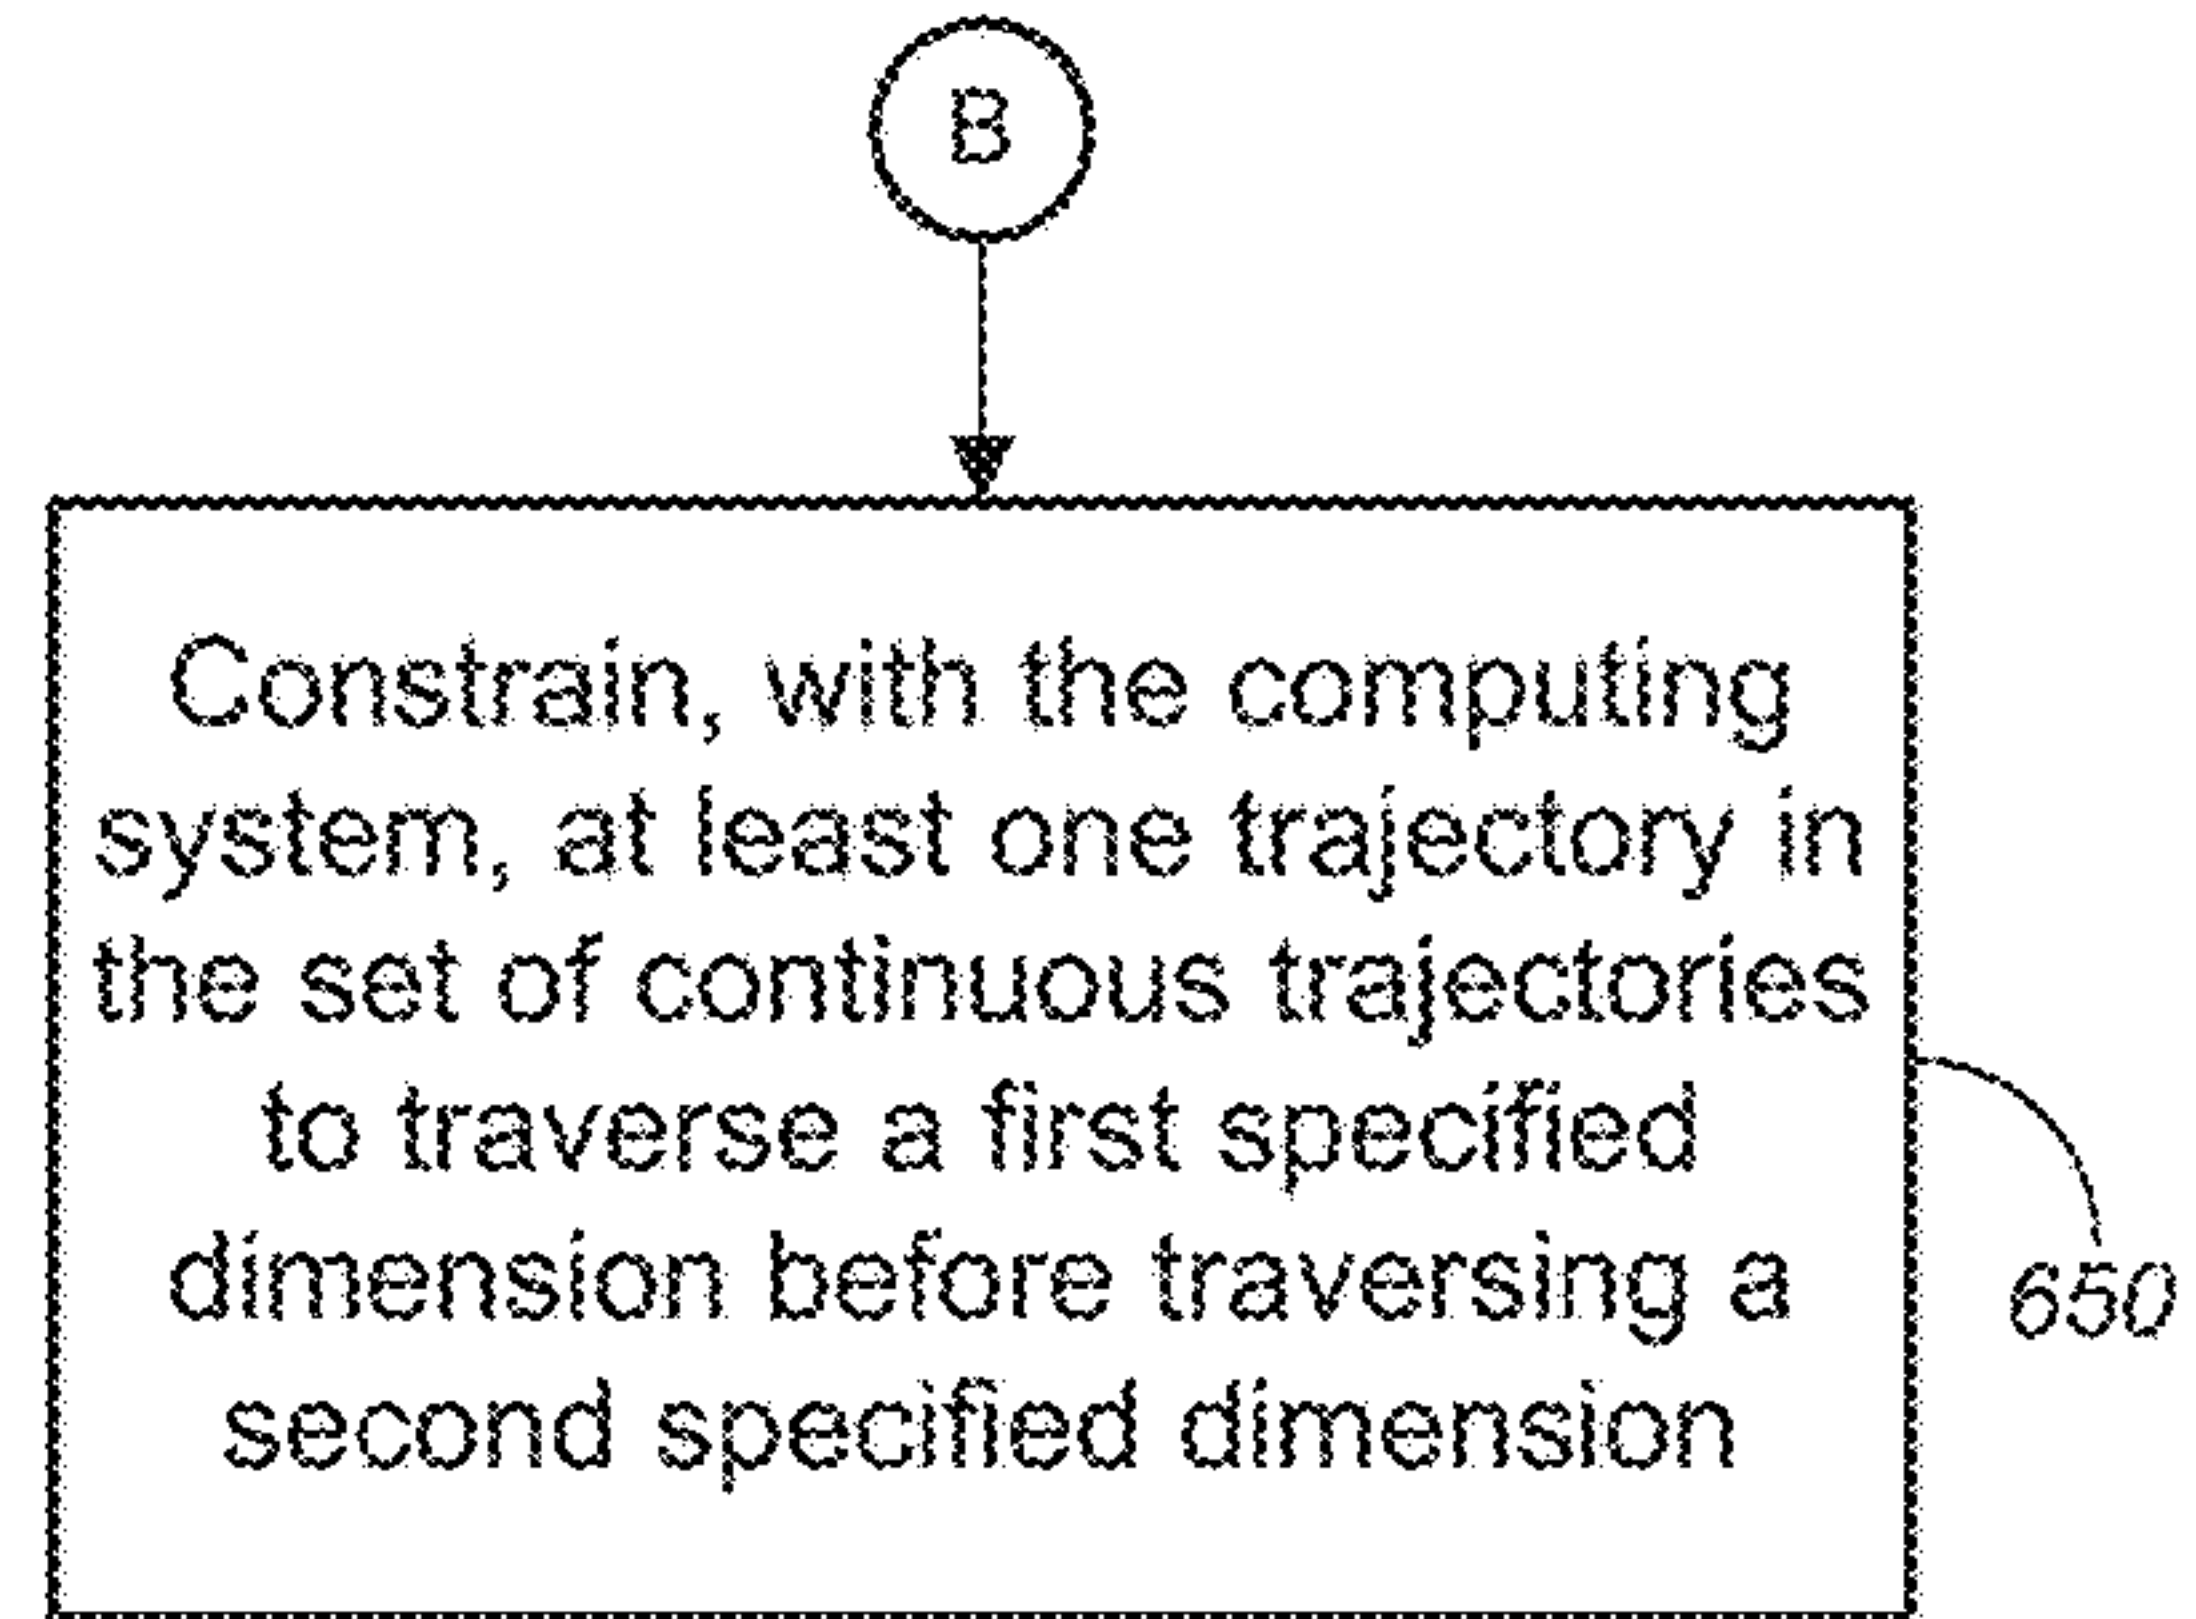 B
Constrain, with the computing
system, at least one trajectory in
the set of continuous trajectories
to traverse a first specified
dimension before traversing a
second specified dimension
650